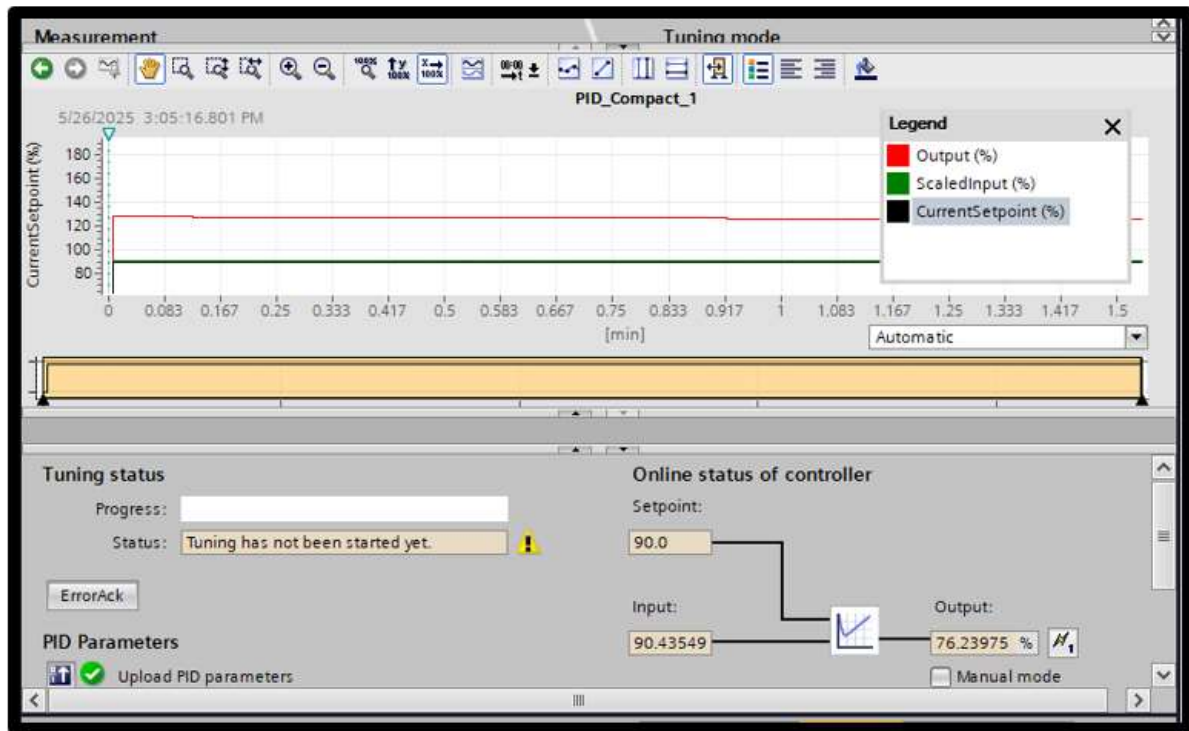 Measurement
Tuning mode
PID_Compact_1
5/26/2025 3:05:16.801 PM
Legend
Output (%)
ScaledInput (%)
CurrentSetpoint (%)
CurrentSetpoint (%)
180
160
140
120
100
80
0 0.083 0.167 0.25 0.333 0.417 0.5 0.583 0.667 0.75 0.833 0.917 1 1.083 1.167 1.25 1.333 1.417 1.5
[min]
Automatic
Tuning status
Progress:
Status: Tuning has not been started yet.
ErrorAck
PID Parameters
Upload PID parameters
Online status of controller
Setpoint:
90.0
Input:
90.43549
Output:
76.23975 %
Manual mode